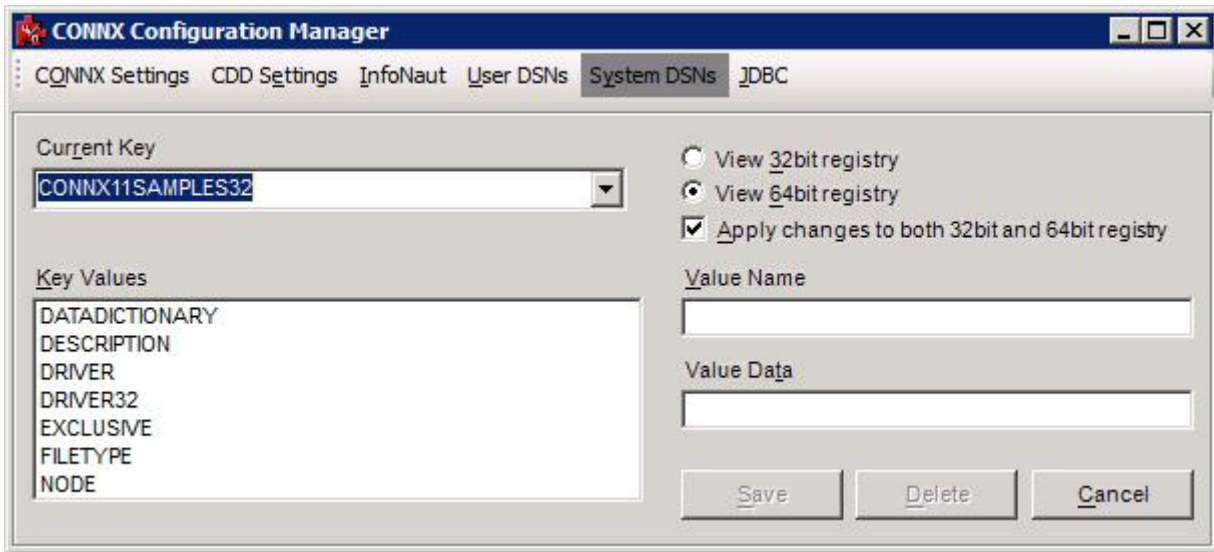 CONNX Configuration Manager
CONNX Settings CDD Settings InfoNaut User DSNs System DSNs JDBC
Current Key
CONNX11SAMPLES32
View 32bit registry
View 64bit registry
Apply changes to both 32bit and 64bit registry
Key Values
DATADICTIONARY
DESCRIPTION
DRIVER
DRIVER32
EXCLUSIVE
FILETYPE
NODE
Value Name
Value Data
Save Delete Cancel